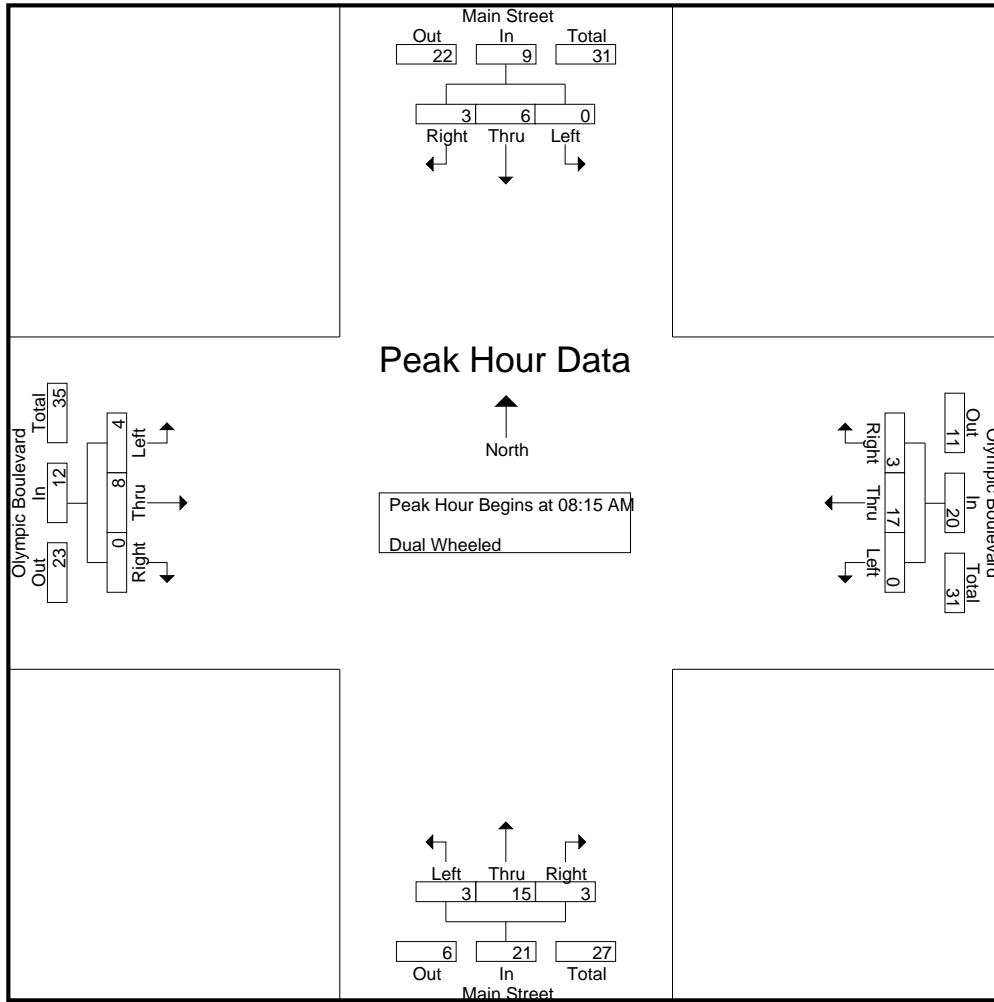 Main Street
Out In Total
22 9 31
3 6 0
Right Thru Left
Peak Hour Data
North
Peak Hour Begins at 08:15 AM
Dual Wheeled
Olympic Boulevard
Total In Out
35 12 23
4 8 0
Left Thru Right
Olympic Boulevard
Out In Total
11 20 31
3 17 0
Right Thru Left
Left Thru Right
3 15 3
6 21 27
Out In Total
Main Street